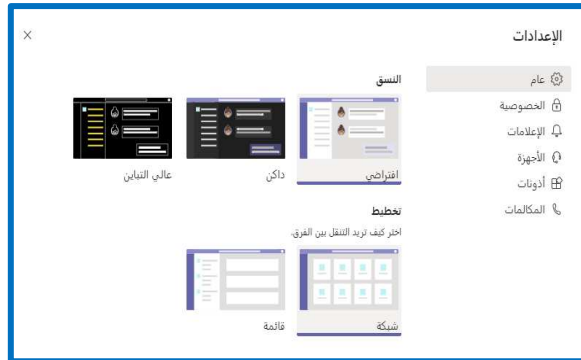 الإعدادات
عام
الخصوصية
الإعلامات
الأجهزة
أذونات
المكالمات
النسق
افتراضي
داكن
عالي التباين
تخطيط
اختر كيف تريد التنقل بين الفرق.
شبكة
قائمة